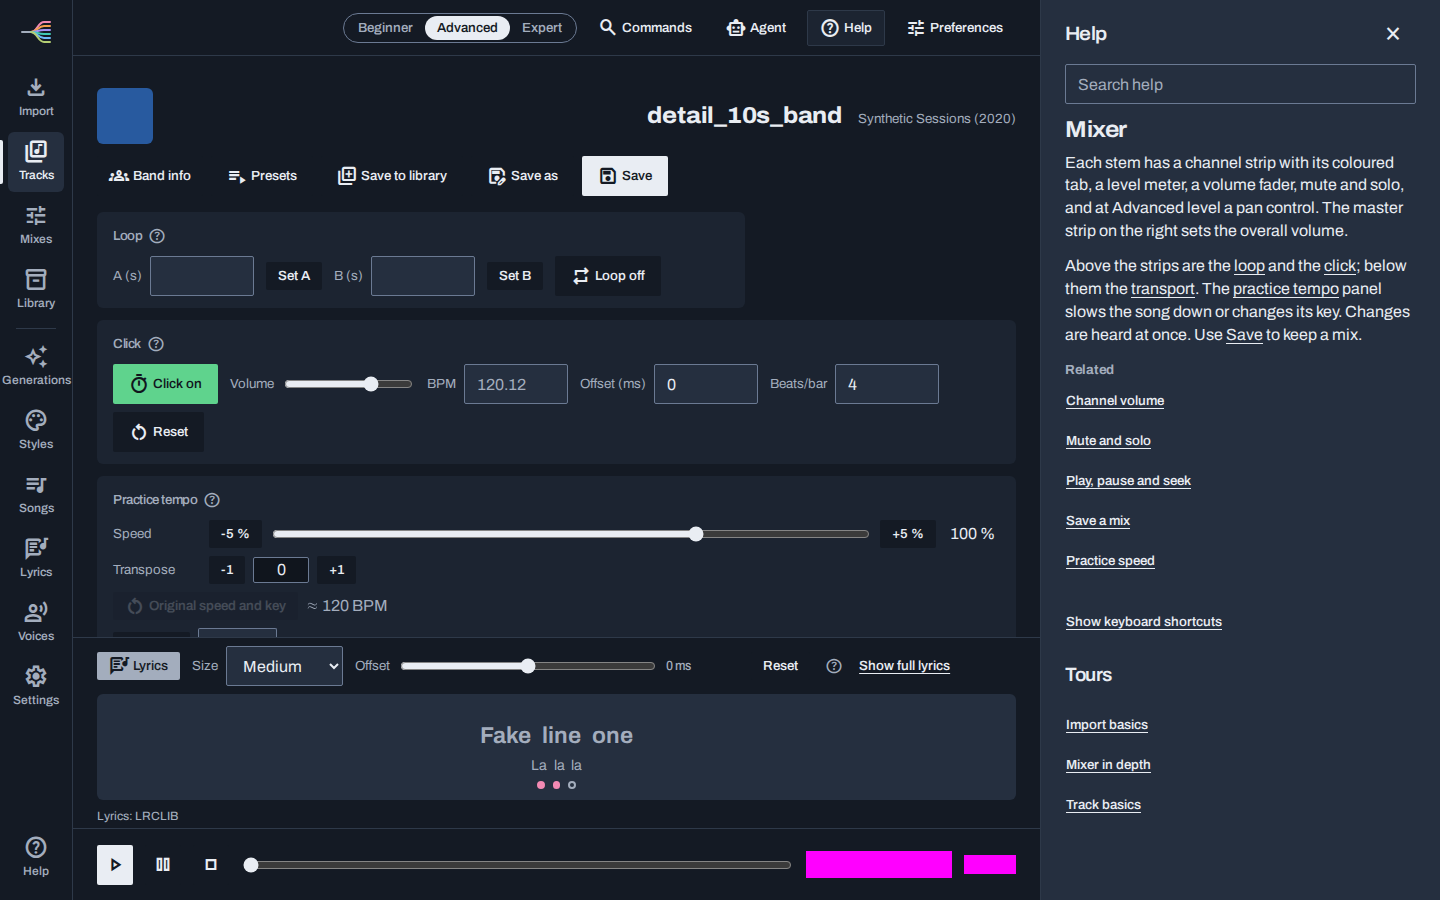 Beginner Advanced Expert Commands Agent Help Preferences
Import
Tracks
Mixes
Library
Generations
Styles
Songs
Lyrics
Voices
Settings
Help
detail_10s_band Synthetic Sessions (2020)
Band info Presets Save to library Save as Save
Loop
A (s) Set A B (s) Set B Loop off
Click
Click on Volume BPM 120.12 Offset (ms) 0 Beats/bar 4
Reset
Practice tempo
Speed -5 % +5 % 100 %
Transpose -1 0 +1
Original speed and key ≈ 120 BPM
Lyrics Size Medium Offset 0 ms Reset Show full lyrics
Fake line one
La la la
Lyrics: LRCLIB
Help
Search help
Mixer
Each stem has a channel strip with its coloured
tab, a level meter, a volume fader, mute and solo,
and at Advanced level a pan control. The master
strip on the right sets the overall volume.
Above the strips are the loop and the click; below
them the transport. The practice tempo panel
slows the song down or changes its key. Changes
are heard at once. Use Save to keep a mix.
Related
Channel volume
Mute and solo
Play, pause and seek
Save a mix
Practice speed
Show keyboard shortcuts
Tours
Import basics
Mixer in depth
Track basics